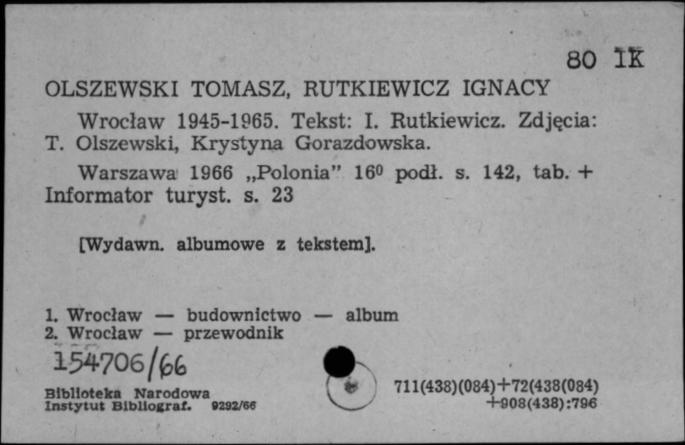 80 IK
OLSZEWSKI TOMASZ, RUTKIEWICZ IGNACY
Wrocław 1945-1965. Tekst: I. Rutkiewicz. Zdjęcia:
T. Olszewski, Krystyna Gorazdowska.
Warszawa 1966 „Polonia” 16⁰ podł. s. 142, tab. +
Informator turyst. s. 23
[Wydawn. albumowe z tekstem].
1. Wrocław — budownictwo — album
2. Wrocław — przewodnik
154706/66
Biblioteka Narodowa
Instytut Bibliograf. 9292/66
711(438)(084)+72(438(084)
+908(438):796